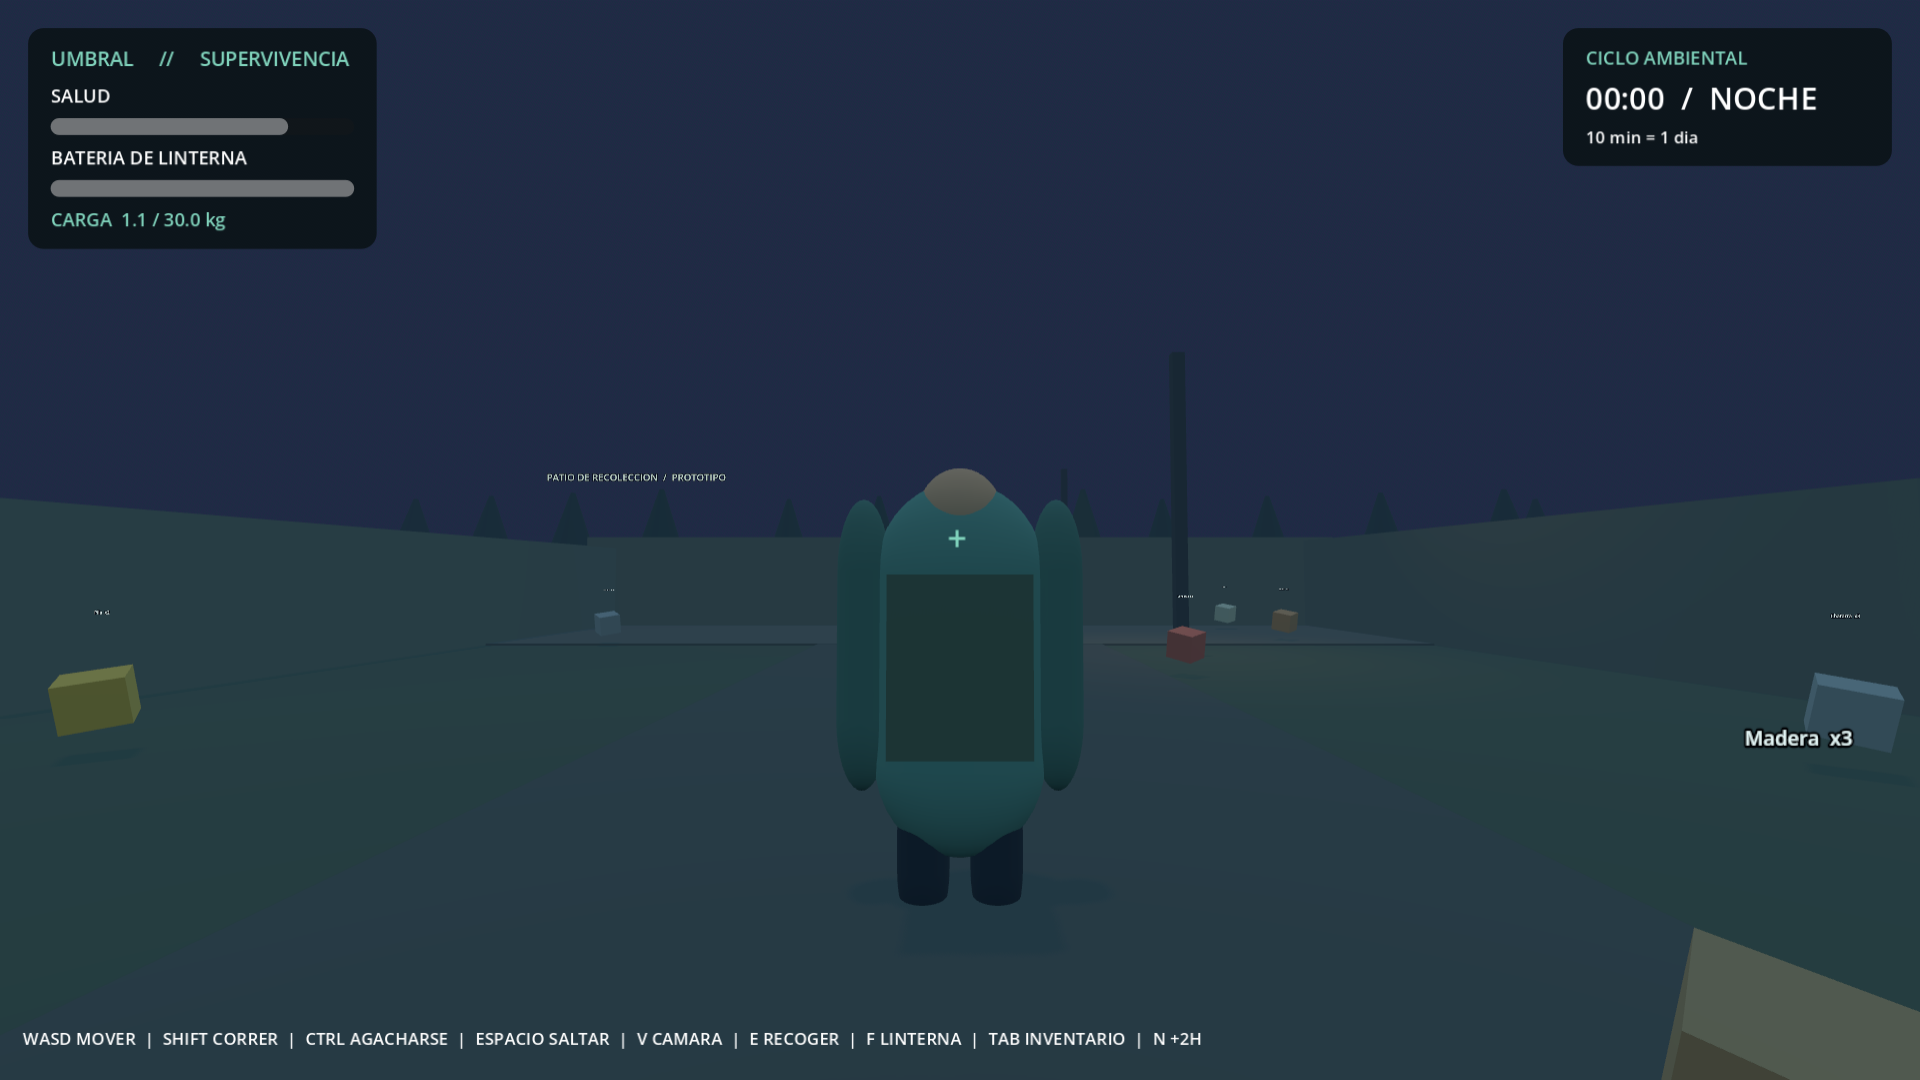 UMBRAL // SUPERVIVENCIA
SALUD
BATERIA DE LINTERNA
CARGA 1.1 / 30.0 kg
CICLO AMBIENTAL
00:00 / NOCHE
10 min = 1 dia
PATIO DE RECOLECCION / PROTOTIPO
Madera x3
WASD MOVER | SHIFT CORRER | CTRL AGACHARSE | ESPACIO SALTAR | V CAMARA | E RECOGER | F LINTERNA | TAB INVENTARIO | N +2H